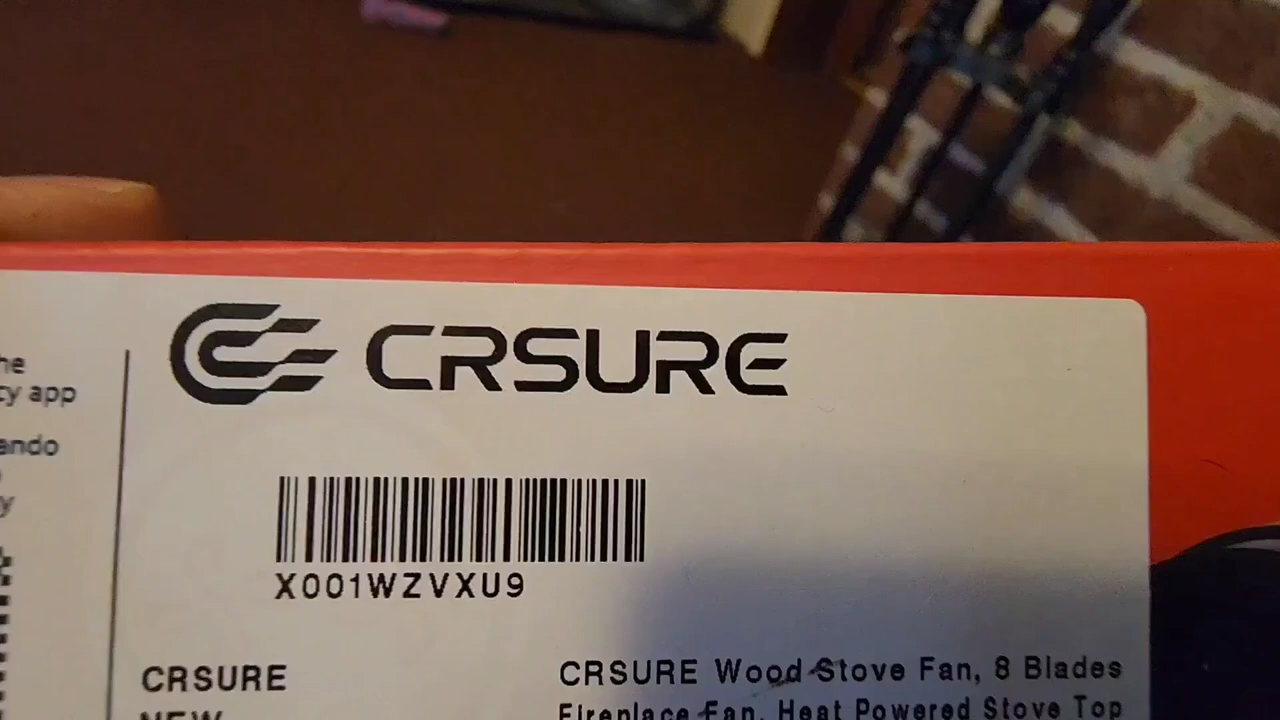 he
cy app
ando
y
CRSURE
X001WZVXU9
CRSURE
NEW
CRSURE Wood Stove Fan, 8 Blades
Fireplace Fan, Heat Powered Stove Top